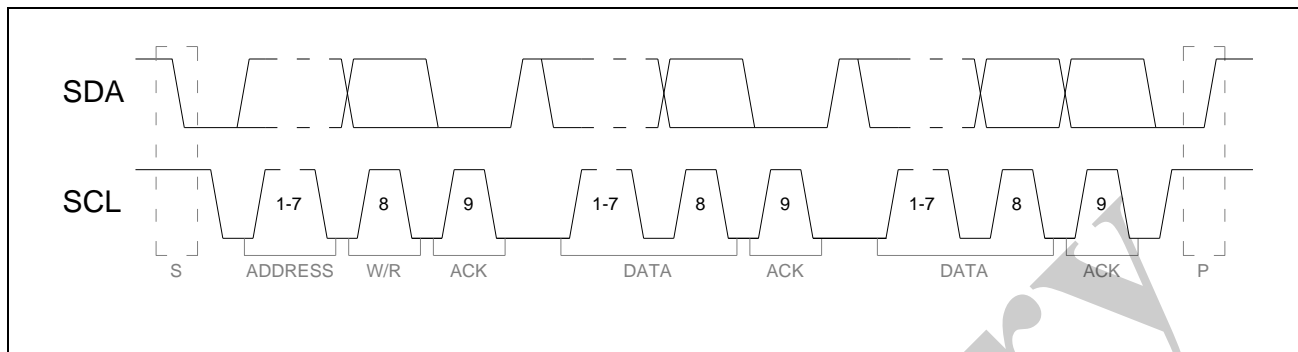 SDA
SCL
1-7 8 9 1-7 8 9 1-7 8 9
S ADDRESS W/R ACK DATA ACK DATA ACK P
ry